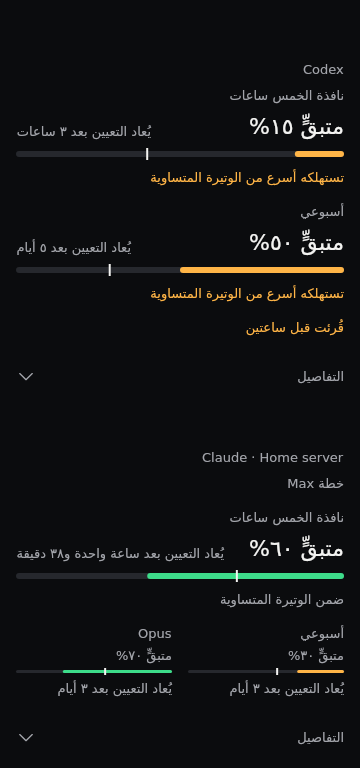 Codex
نافذة الخمس ساعات
متبقٍّ ١٥%
يُعاد التعيين بعد ٣ ساعات
تستهلكه أسرع من الوتيرة المتساوية
أسبوعي
متبقٍّ ٥٠%
يُعاد التعيين بعد ٥ أيام
تستهلكه أسرع من الوتيرة المتساوية
قُرئت قبل ساعتين
التفاصيل
Claude · Home server
خطة Max
نافذة الخمس ساعات
متبقٍّ ٦٠%
يُعاد التعيين بعد ساعة واحدة و٣٨ دقيقة
ضمن الوتيرة المتساوية
أسبوعي
متبقٍّ ٣٠%
يُعاد التعيين بعد ٣ أيام
Opus
متبقٍّ ٧٠%
يُعاد التعيين بعد ٣ أيام
التفاصيل